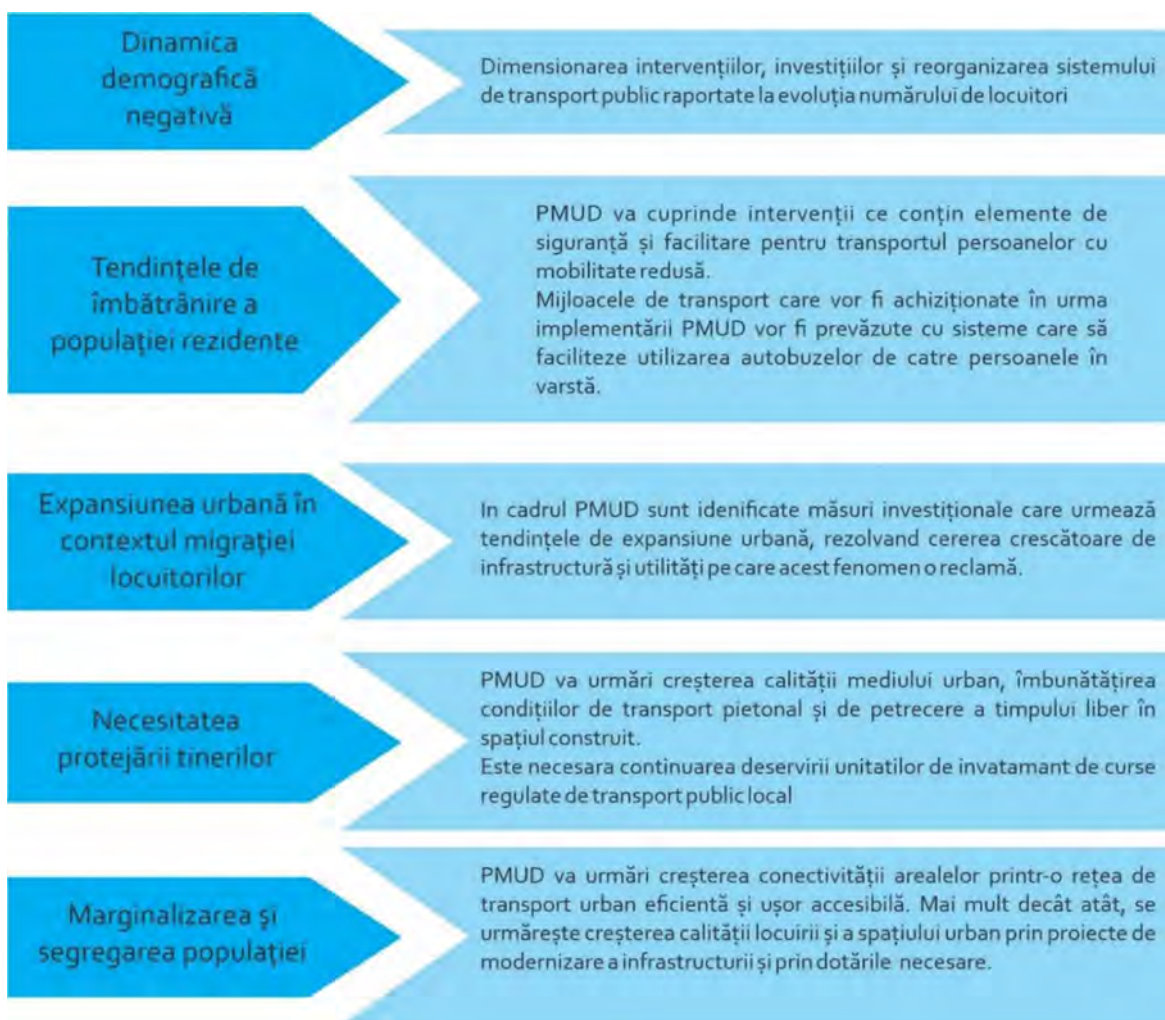 Dinamica
demografică
negativă
Dimensionarea intervențiilor, investițiilor și reorganizarea sistemului
de transport public raportate la evoluția numărului de locuitori
Tendințele de
îmbătrânire a
populației rezidente
PMUD va cuprinde intervenții ce conțin elemente de
siguranță și facilitare pentru transportul persoanelor cu
mobilitate redusă.
Mijloacele de transport care vor fi achiziționate în urma
implementării PMUD vor fi prevăzute cu sisteme care să
faciliteze utilizarea autobuzelor de catre persoanele în
varstă.
Expansiunea urbană în
contextul migrației
locuitorilor
In cadrul PMUD sunt idenificate măsuri investiționale care urmează
tendințele de expansiune urbană, rezolvand cererea crescătoare de
infrastructură și utilități pe care acest fenomen o reclamă.
Necesitatea
protejării tinerilor
PMUD va urmări creșterea calității mediului urban, îmbunătățirea
condițiilor de transport pietonal și de petrecere a timpului liber în
spațiul construit.
Este necesara continuarea deservirii unitatilor de invatamant de curse
regulate de transport public local
Marginalizarea și
segregarea populației
PMUD va urmări creșterea conectivității arealelor printr-o rețea de
transport urban eficientă și ușor accesibilă. Mai mult decât atât, se
urmărește creșterea calității locuirii și a spațiului urban prin proiecte de
modernizare a infrastructurii și prin dotările necesare.